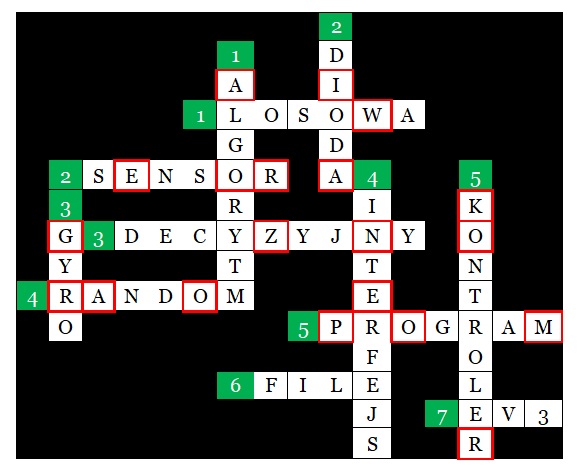 2
1 D
A I
1 L O S O W A
G D
2 S E N S O R A 4 5
3 R I K
G 3 D E C Y Z Y J N Y O
Y T T N
4 R A N D O M E T
O 5 P R O G R A M
F O
6 F I L E L
J 7 E V 3
S R